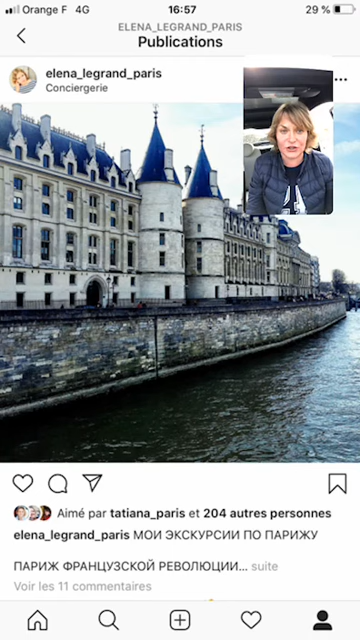 Orange F 4G 16:57 29 %
ELENA_LEGRAND_PARIS
Publications
elena_legrand_paris
Conciergerie
Aimé par tatiana_paris et 204 autres personnes
elena_legrand_paris МОИ ЭКСКУРСИИ ПО ПАРИЖУ
ПАРИЖ ФРАНЦУЗСКОЙ РЕВОЛЮЦИИ... suite
Voir les 11 commentaires